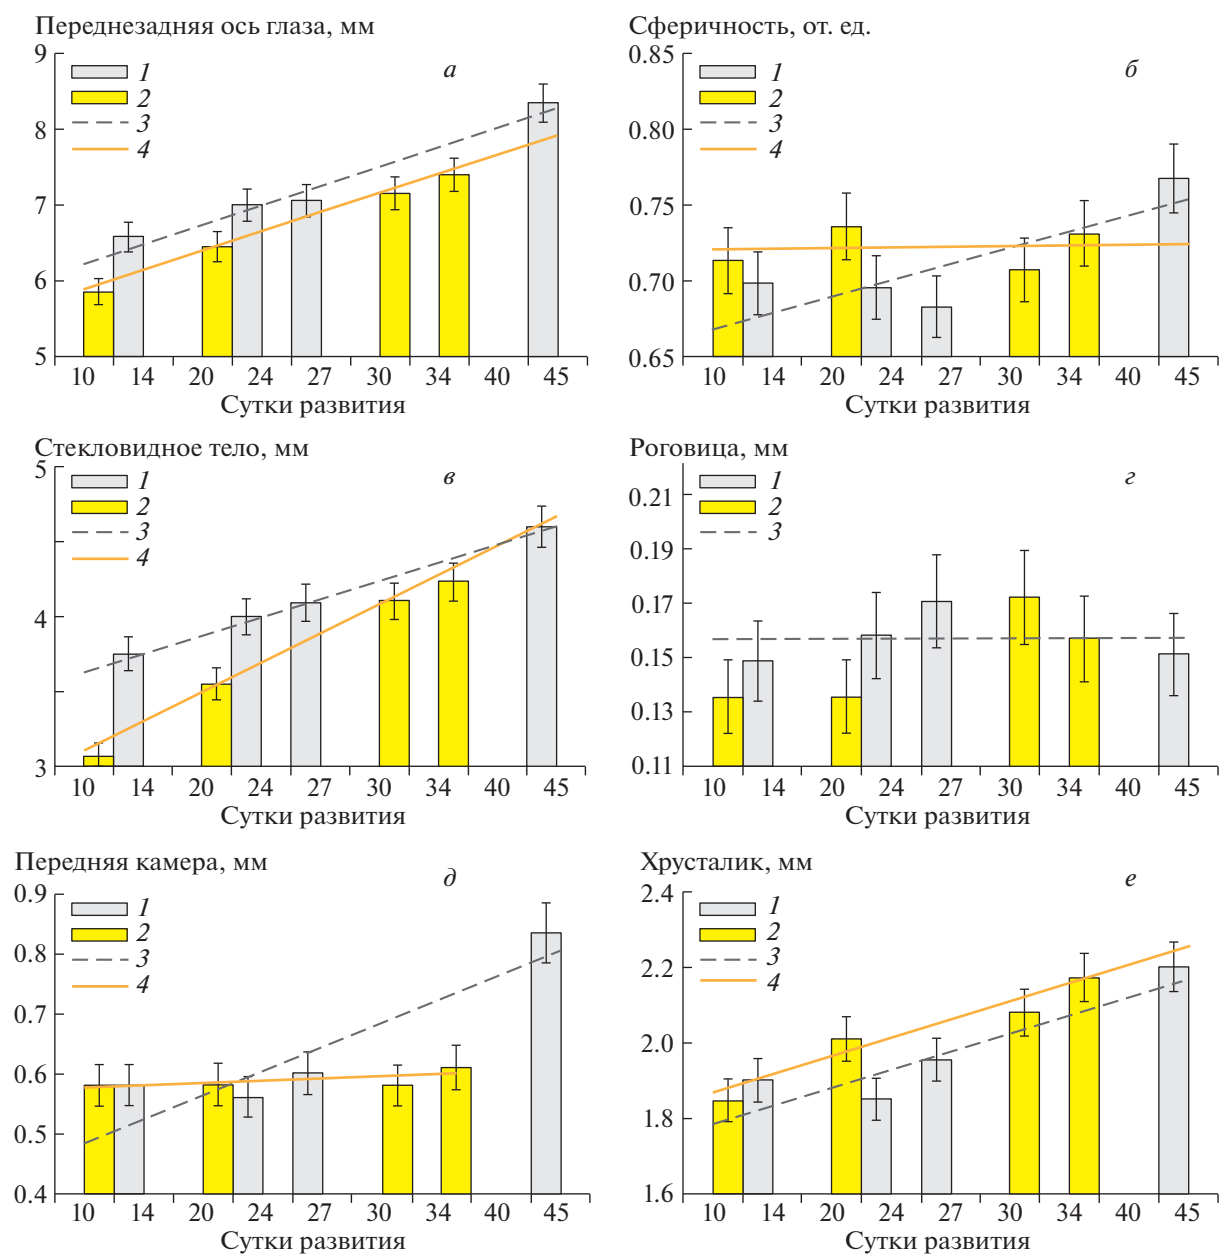 Переднезадняя ось глаза, мм
9
8
7
6
5
1
2
3
4
а
10 14 20 24 27 30 34 40 45
Сутки развития
Сферичность, от. ед.
0.85
0.80
0.75
0.70
0.65
1
2
3
4
б
10 14 20 24 27 30 34 40 45
Сутки развития
Стекловидное тело, мм
5
4
3
1
2
3
4
в
10 14 20 24 27 30 34 40 45
Сутки развития
Роговица, мм
0.21
0.19
0.17
0.15
0.13
0.11
1
2
3
г
10 14 20 24 27 30 34 40 45
Сутки развития
Передняя камера, мм
0.9
0.8
0.7
0.6
0.5
0.4
1
2
3
4
д
10 14 20 24 27 30 34 40 45
Сутки развития
Хрусталик, мм
2.4
2.2
2.0
1.8
1.6
1
2
3
4
е
10 14 20 24 27 30 34 40 45
Сутки развития